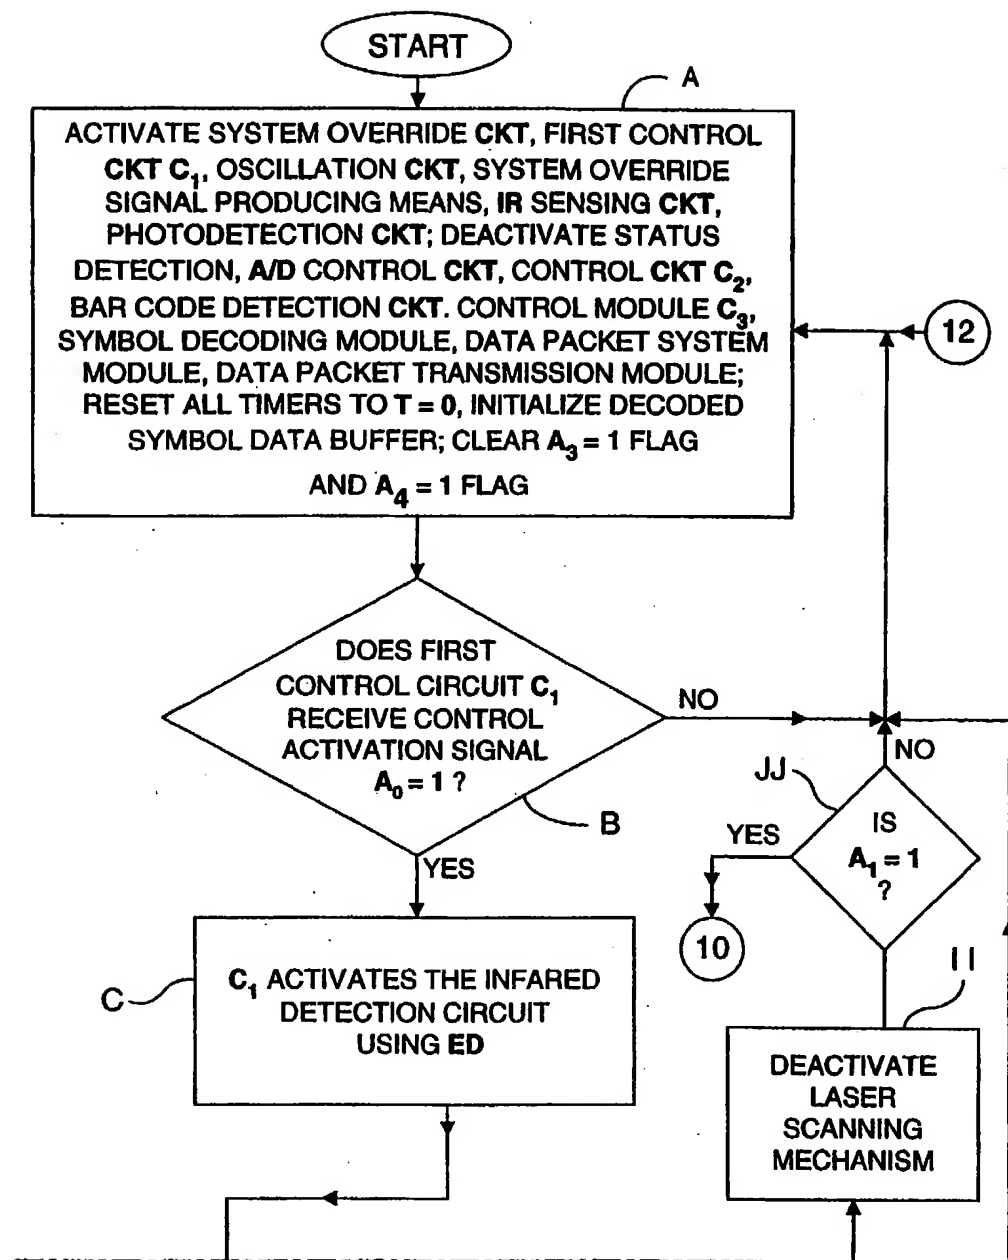 START
A
ACTIVATE SYSTEM OVERRIDE CKT, FIRST CONTROL
CKT C₁, OSCILLATION CKT, SYSTEM OVERRIDE
SIGNAL PRODUCING MEANS, IR SENSING CKT,
PHOTODETECTION CKT; DEACTIVATE STATUS
DETECTION, A/D CONTROL CKT, CONTROL CKT C₂,
BAR CODE DETECTION CKT. CONTROL MODULE C₃,
SYMBOL DECODING MODULE, DATA PACKET SYSTEM
MODULE, DATA PACKET TRANSMISSION MODULE;
RESET ALL TIMERS TO T = 0, INITIALIZE DECODED
SYMBOL DATA BUFFER; CLEAR A₃ = 1 FLAG
AND A₄ = 1 FLAG
12
DOES FIRST
CONTROL CIRCUIT C₁
RECEIVE CONTROL
ACTIVATION SIGNAL
A₀ = 1 ?
NO
B
YES
NO
JJ
IS
A₁ = 1
?
YES
10
C
C₁ ACTIVATES THE INFARED
DETECTION CIRCUIT
USING ED
II
DEACTIVATE
LASER
SCANNING
MECHANISM